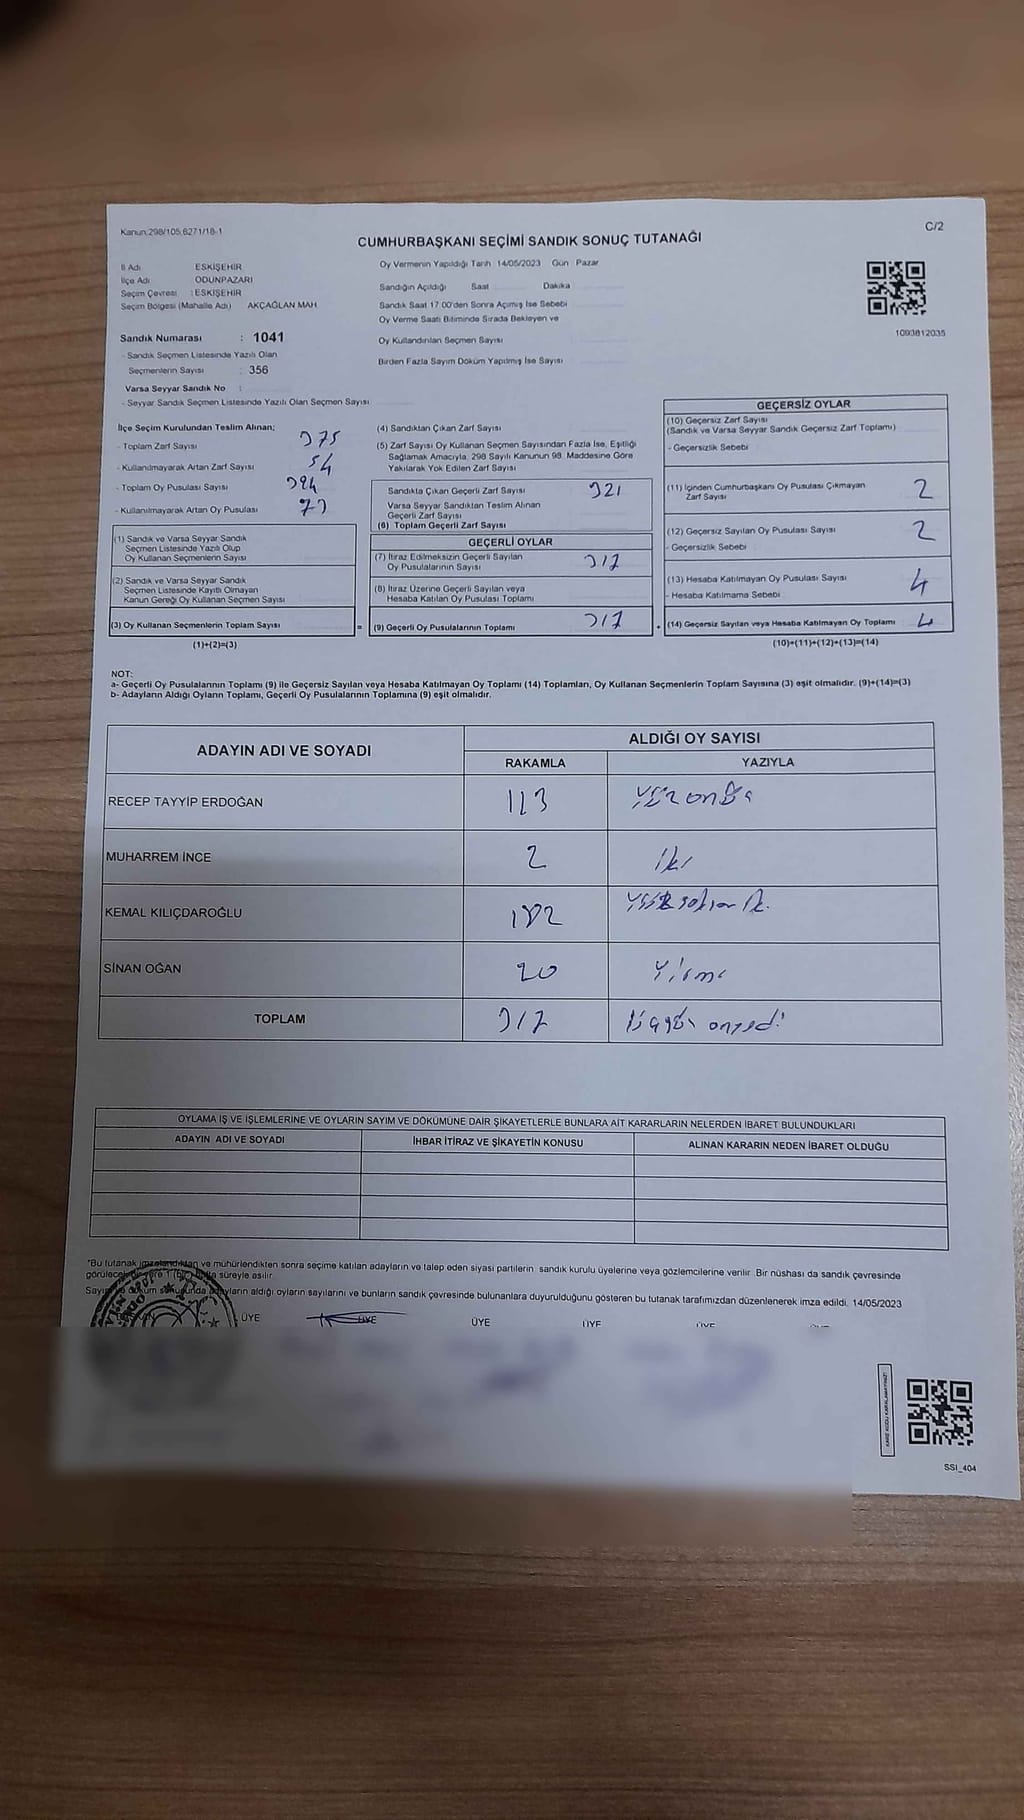 Kanun:298/105,6271/18-1
C/2
CUMHURBAŞKANI SEÇİMİ SANDIK SONUÇ TUTANAĞI
İl Adı ESKİŞEHİR
İlçe Adı ODUNPAZARI
Seçim Çevresi : ESKİŞEHİR
Seçim Bölgesi (Mahalle Adı) AKÇAĞLAN MAH.
Sandık Numarası : 1041
- Sandık Seçmen Listesinde Yazılı Olan
Seçmenlerin Sayısı : 356
Varsa Seyyar Sandık No :
- Seyyar Sandık Seçmen Listesinde Yazılı Olan Seçmen Sayısı
Oy Vermenin Yapıldığı Tarih 14/05/2023 Gün Pazar
Sandığın Açıldığı Saat Dakika
Sandık Saat 17.00'den Sonra Açımış İse Sebebi
Oy Verme Saati Bitiminde Sırada Bekleyen ve
Oy Kullandırılan Seçmen Sayısı
Birden Fazla Sayım Döküm Yapılmış İse Sayısı
1093812035
İlçe Seçim Kurulundan Teslim Alınan;
- Toplam Zarf Sayısı 375
- Kullanılmayarak Artan Zarf Sayısı 54
- Toplam Oy Pusulası Sayısı 394
- Kullanılmayarak Artan Oy Pusulası 73
(1) Sandık ve Varsa Seyyar Sandık
Seçmen Listesinde Yazılı Olup
Oy Kullanan Seçmenlerin Sayısı
(2) Sandık ve Varsa Seyyar Sandık
Seçmen Listesinde Kayıtlı Olmayan
Kanun Gereği Oy Kullanan Seçmen Sayısı
(3) Oy Kullanan Seçmenlerin Toplam Sayısı
(1)+(2)=(3)
(4) Sandıktan Çıkan Zarf Sayısı
(5) Zarf Sayısı Oy Kullanan Seçmen Sayısından Fazla İse, Eşitliği
Sağlamak Amacıyla, 298 Sayılı Kanunun 98. Maddesine Göre
Yakılarak Yok Edilen Zarf Sayısı
Sandıkta Çıkan Geçerli Zarf Sayısı 321
Varsa Seyyar Sandıktan Teslim Alınan
Geçerli Zarf Sayısı
(6) Toplam Geçerli Zarf Sayısı
GEÇERLİ OYLAR
(7) İtiraz Edilmeksizin Geçerli Sayılan
Oy Pusulalarının Sayısı 317
(8) İtiraz Üzerine Geçerli Sayılan veya
Hesaba Katılan Oy Pusulası Toplamı
= (9) Geçerli Oy Pusulalarının Toplamı 317 +
GEÇERSİZ OYLAR
(10) Geçersiz Zarf Sayısı
(Sandık ve Varsa Seyyar Sandık Geçersiz Zarf Toplamı)
- Geçersizlik Sebebi
(11) İçinden Cumhurbaşkanı Oy Pusulası Çıkmayan
Zarf Sayısı 2
(12) Geçersiz Sayılan Oy Pusulası Sayısı 2
- Geçersizlik Sebebi
(13) Hesaba Katılmayan Oy Pusulası Sayısı 4
- Hesaba Katılmama Sebebi
(14) Geçersiz Sayılan veya Hesaba Katılmayan Oy Toplamı 4
(10)+(11)+(12)+(13)=(14)
NOT:
a- Geçerli Oy Pusulalarının Toplamı (9) ile Geçersiz Sayılan veya Hesaba Katılmayan Oy Toplamı (14) Toplamları, Oy Kullanan Seçmenlerin Toplam Sayısına (3) eşit olmalıdır. (9)+(14)=(3)
b- Adayların Aldığı Oyların Toplamı, Geçerli Oy Pusulalarının Toplamına (9) eşit olmalıdır.
ADAYIN ADI VE SOYADI
ALDIĞI OY SAYISI
RAKAMLA YAZIYLA
RECEP TAYYİP ERDOĞAN 113 yüz onüç
MUHARREM İNCE 2 iki
KEMAL KILIÇDAROĞLU 182 yüz seksen iki
SİNAN OĞAN 20 Yirmi
TOPLAM 317 üçyüz onyedi
OYLAMA İŞ VE İŞLEMLERİNE VE OYLARIN SAYIM VE DÖKÜMÜNE DAİR ŞİKAYETLERLE BUNLARA AİT KARARLARIN NELERDEN İBARET BULUNDUKLARI
ADAYIN ADI VE SOYADI İHBAR İTİRAZ VE ŞİKAYETİN KONUSU ALINAN KARARIN NEDEN İBARET OLDUĞU
*Bu tutanak imzalandıktan ve mühürlendikten sonra seçime katılan adayların ve talep eden siyasi partilerin sandık kurulu üyelerine veya gözlemcilerine verilir. Bir nüshası da sandık çevresinde
görülecek bir yere 1 (bir) hafta süreyle asılır.
Sayım ve döküm sonucunda adayların aldığı oyların sayılarını ve bunların sandık çevresinde bulunanlara duyurulduğunu gösteren bu tutanak tarafımızdan düzenlenerek imza edildi. 14/05/2023
ÜYE ÜYE ÜYE ÜYE ÜYE
KARE KODU KARALAMAYINIZ!
SSI_404